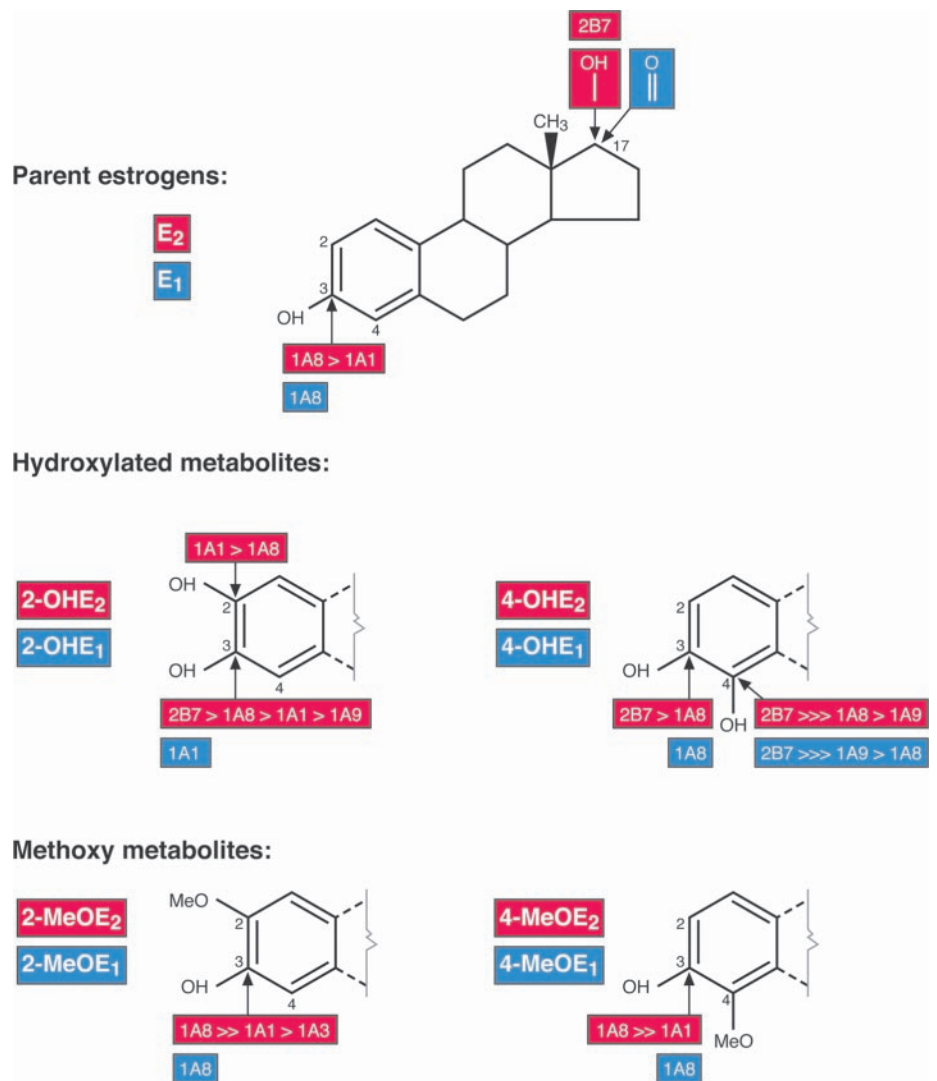 2B7
OH
O
CH3
17
Parent estrogens:
E2
E1
2
3
OH
4
1A8 > 1A1
1A8
Hydroxylated metabolites:
1A1 > 1A8
OH
2-OHE2
2-OHE1
2
3
OH
4
2B7 > 1A8 > 1A1 > 1A9
1A1
4-OHE2
4-OHE1
2
3
OH
4
OH
2B7 > 1A8
1A8
2B7 >>> 1A8 > 1A9
2B7 >>> 1A9 > 1A8
Methoxy metabolites:
2-MeOE2
2-MeOE1
MeO
2
3
OH
4
1A8 >> 1A1 > 1A3
1A8
4-MeOE2
4-MeOE1
2
3
OH
4
MeO
1A8 >> 1A1
1A8